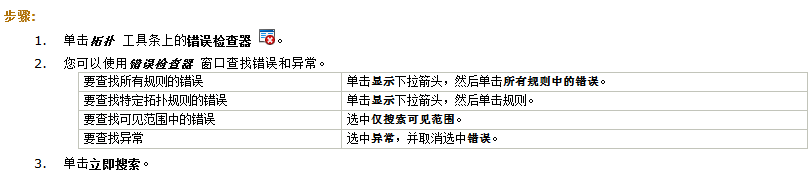 步骤:
1. 单击拓扑 工具条上的错误检查器 。
2. 您可以使用错误检查器 窗口查找错误和异常。
要查找所有规则的错误 单击显示下拉箭头，然后单击所有规则中的错误。
要查找特定拓扑规则的错误 单击显示下拉箭头，然后单击规则。
要查找可见范围中的错误 选中仅搜索可见范围。
要查找异常 选中异常，并取消选中错误。
3. 单击立即搜索。